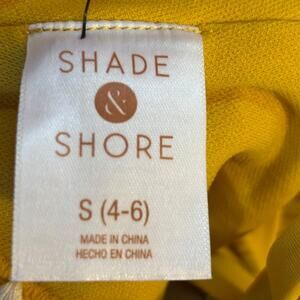 SHADE
&
SHORE
S (4-6)
MADE IN CHINA
HECHO EN CHINA